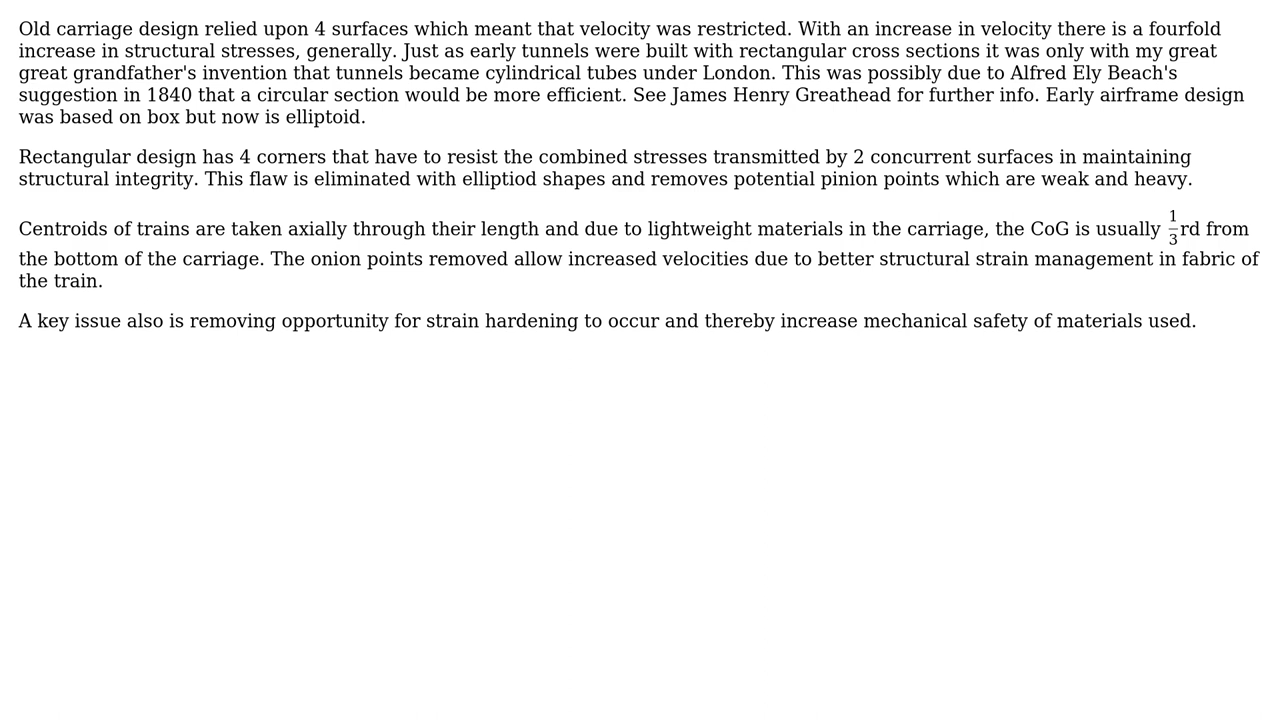 Old carriage design relied upon 4 surfaces which meant that velocity was restricted. With an increase in velocity there is a fourfold
increase in structural stresses, generally. Just as early tunnels were built with rectangular cross sections it was only with my great
great grandfather's invention that tunnels became cylindrical tubes under London. This was possibly due to Alfred Ely Beach's
suggestion in 1840 that a circular section would be more efficient. See James Henry Greathead for further info. Early airframe design
was based on box but now is elliptoid.
Rectangular design has 4 corners that have to resist the combined stresses transmitted by 2 concurrent surfaces in maintaining
structural integrity. This flaw is eliminated with elliptiod shapes and removes potential pinion points which are weak and heavy.
Centroids of trains are taken axially through their length and due to lightweight materials in the carriage, the CoG is usually 1/3rd from
the bottom of the carriage. The onion points removed allow increased velocities due to better structural strain management in fabric of
the train.
A key issue also is removing opportunity for strain hardening to occur and thereby increase mechanical safety of materials used.